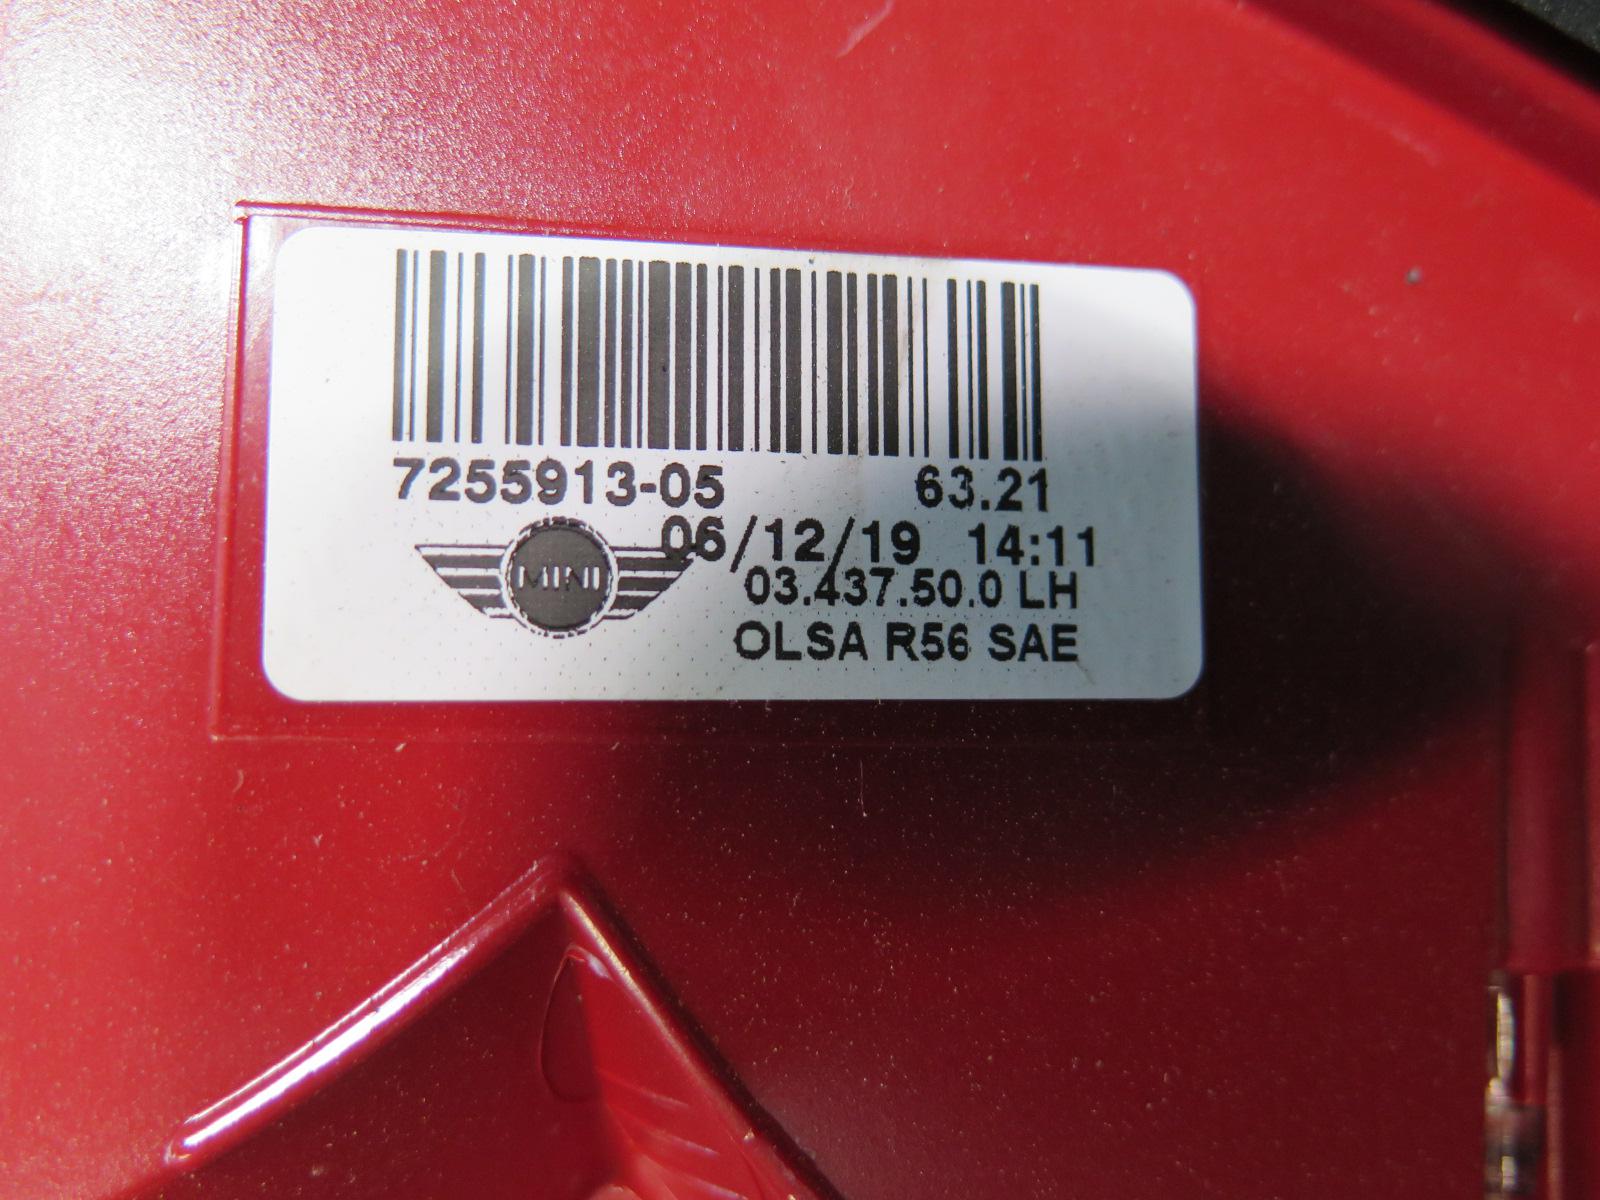 7255913-05 63.21
06/12/19 14:11
MINI
03.437.50.0 LH
OLSA R56 SAE